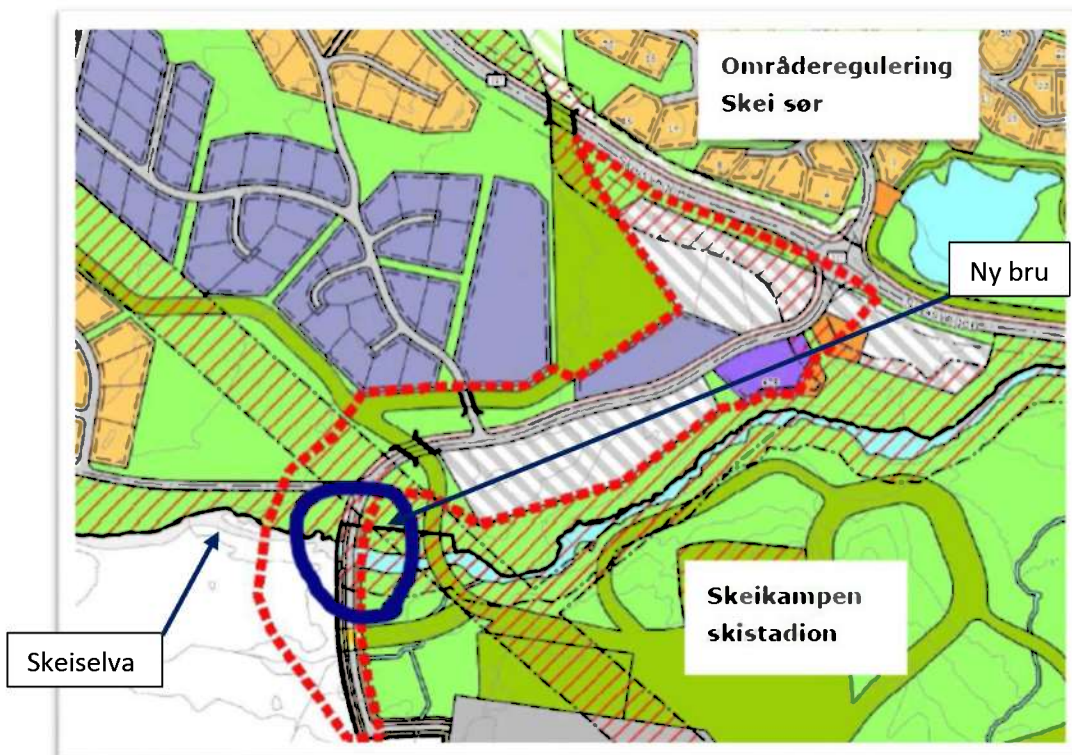 Områderegulering
Skei sør
Ny bru
Skeikampen
skistadion
Skeiselva